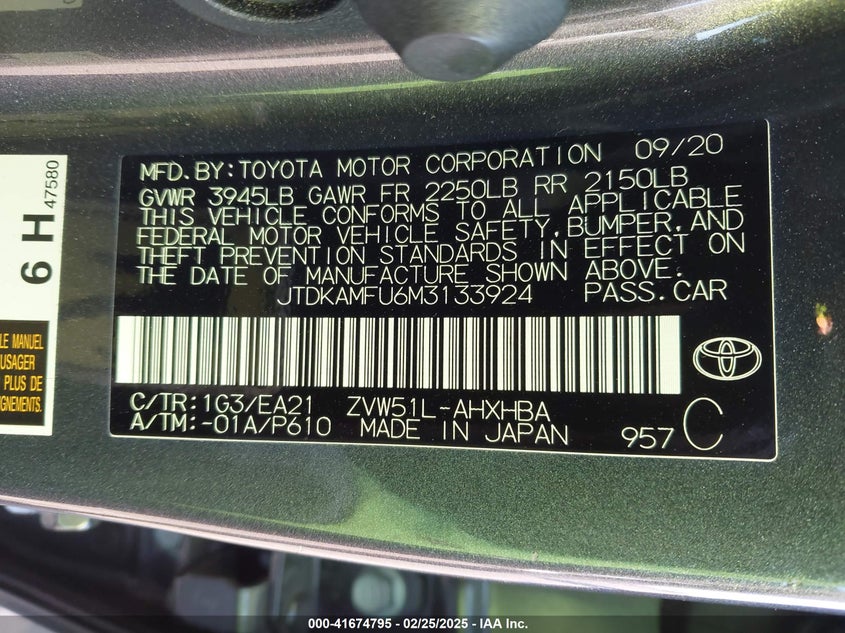 MFD.BY:TOYOTA MOTOR CORPORATION 09/20
GVWR 3945LB GAWR FR 2250LB RR 2150LB
THIS VEHICLE CONFORMS TO ALL APPLICABLE
FEDERAL MOTOR VEHICLE SAFETY,BUMPER,AND
THEFT PREVENTION STANDARDS IN EFFECT ON
THE DATE OF MANUFACTURE SHOWN ABOVE.
JTDKAMFU6M3133924 PASS.CAR
C/TR:1G3/EA21 ZVW51L-AHXHBA
A/TM:-01A/P610 MADE IN JAPAN 957 C
6 H 47580
LE MANUEL
USAGER
PLUS DE
IGNEMENTS.
000-41674795 - 02/25/2025 - IAA Inc.